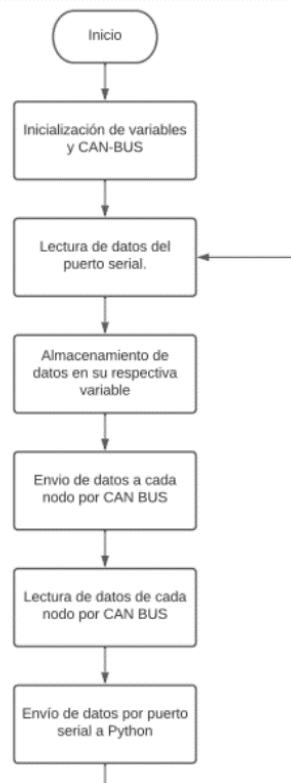 Inicio
Inicialización de variables
y CAN-BUS
Lectura de datos del
puerto serial.
Almacenamiento de
datos en su respectiva
variable
Envio de datos a cada
nodo por CAN BUS
Lectura de datos de cada
nodo por CAN BUS
Envío de datos por puerto
serial a Python